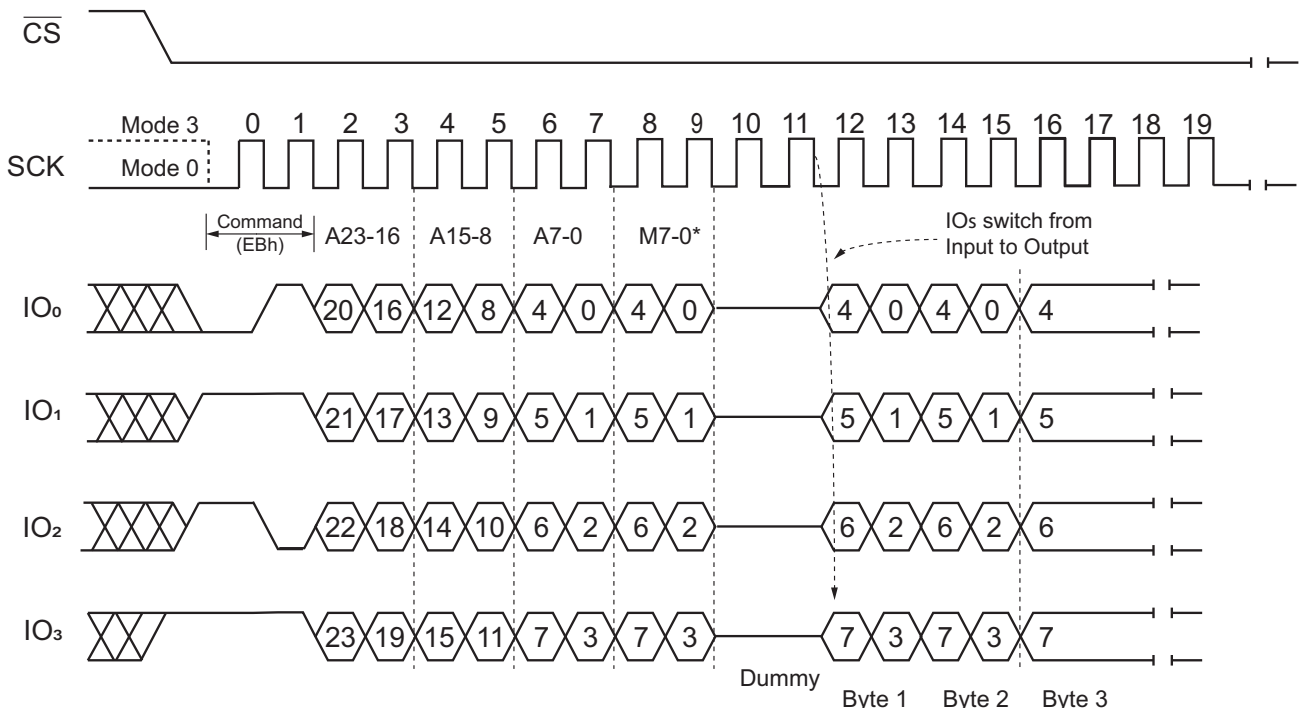 CS
Mode 3 0 1 2 3 4 5 6 7 8 9 10 11 12 13 14 15 16 17 18 19
SCK Mode 0
Command
(EBh)
A23-16 A15-8 A7-0 M7-0*
IOs switch from
Input to Output
IO₀ 20 16 12 8 4 0 4 0 4 0 4 0 4
IO₁ 21 17 13 9 5 1 5 1 5 1 5 1 5
IO₂ 22 18 14 10 6 2 6 2 6 2 6 2 6
IO₃ 23 19 15 11 7 3 7 3 7 3 7 3 7
Dummy
Byte 1 Byte 2 Byte 3